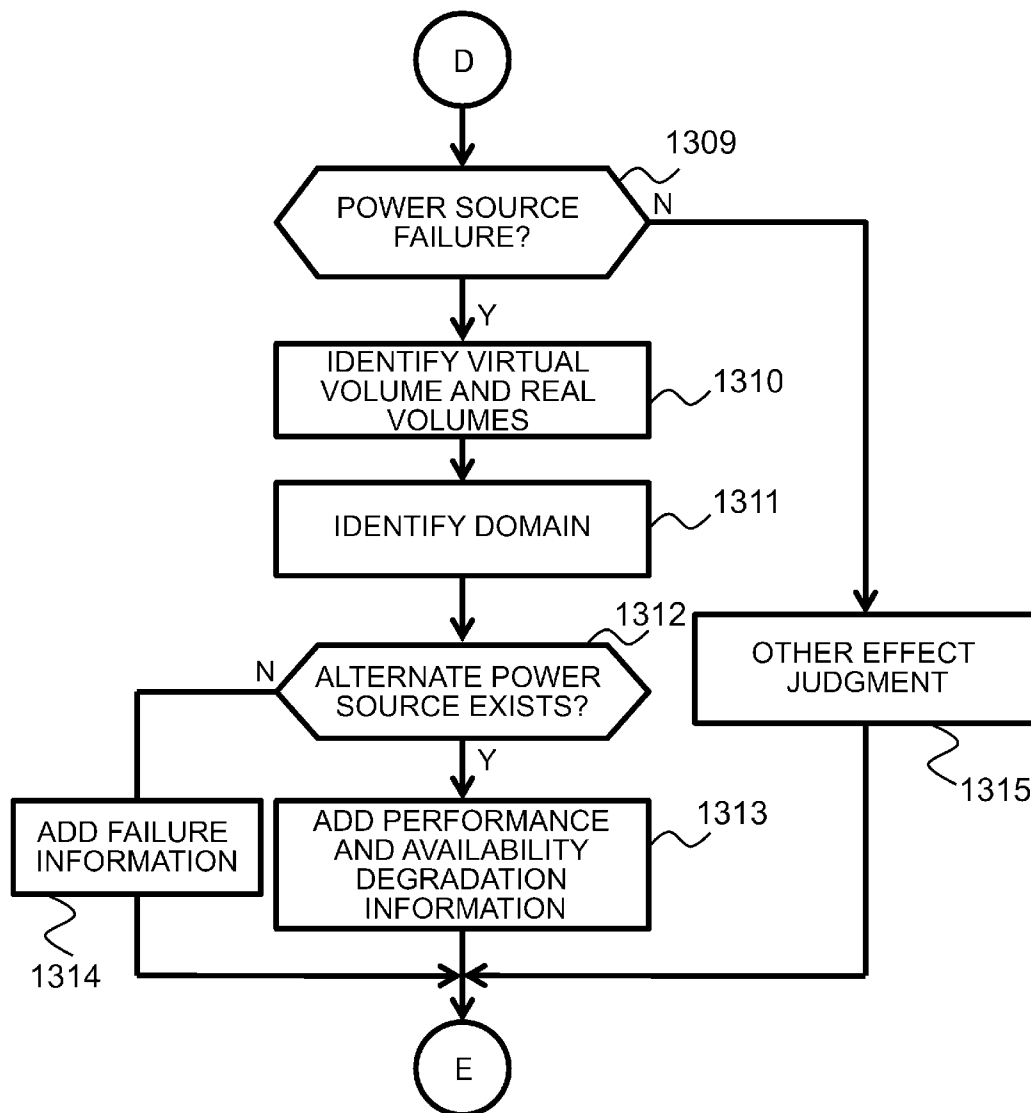 D
1309
POWER SOURCE
FAILURE?
N
Y
IDENTIFY VIRTUAL
VOLUME AND REAL
VOLUMES
1310
IDENTIFY DOMAIN
1311
1312
N
ALTERNATE POWER
SOURCE EXISTS?
OTHER EFFECT
JUDGMENT
1315
Y
ADD FAILURE
INFORMATION
1314
ADD PERFORMANCE
AND AVAILABILITY
DEGRADATION
INFORMATION
1313
E